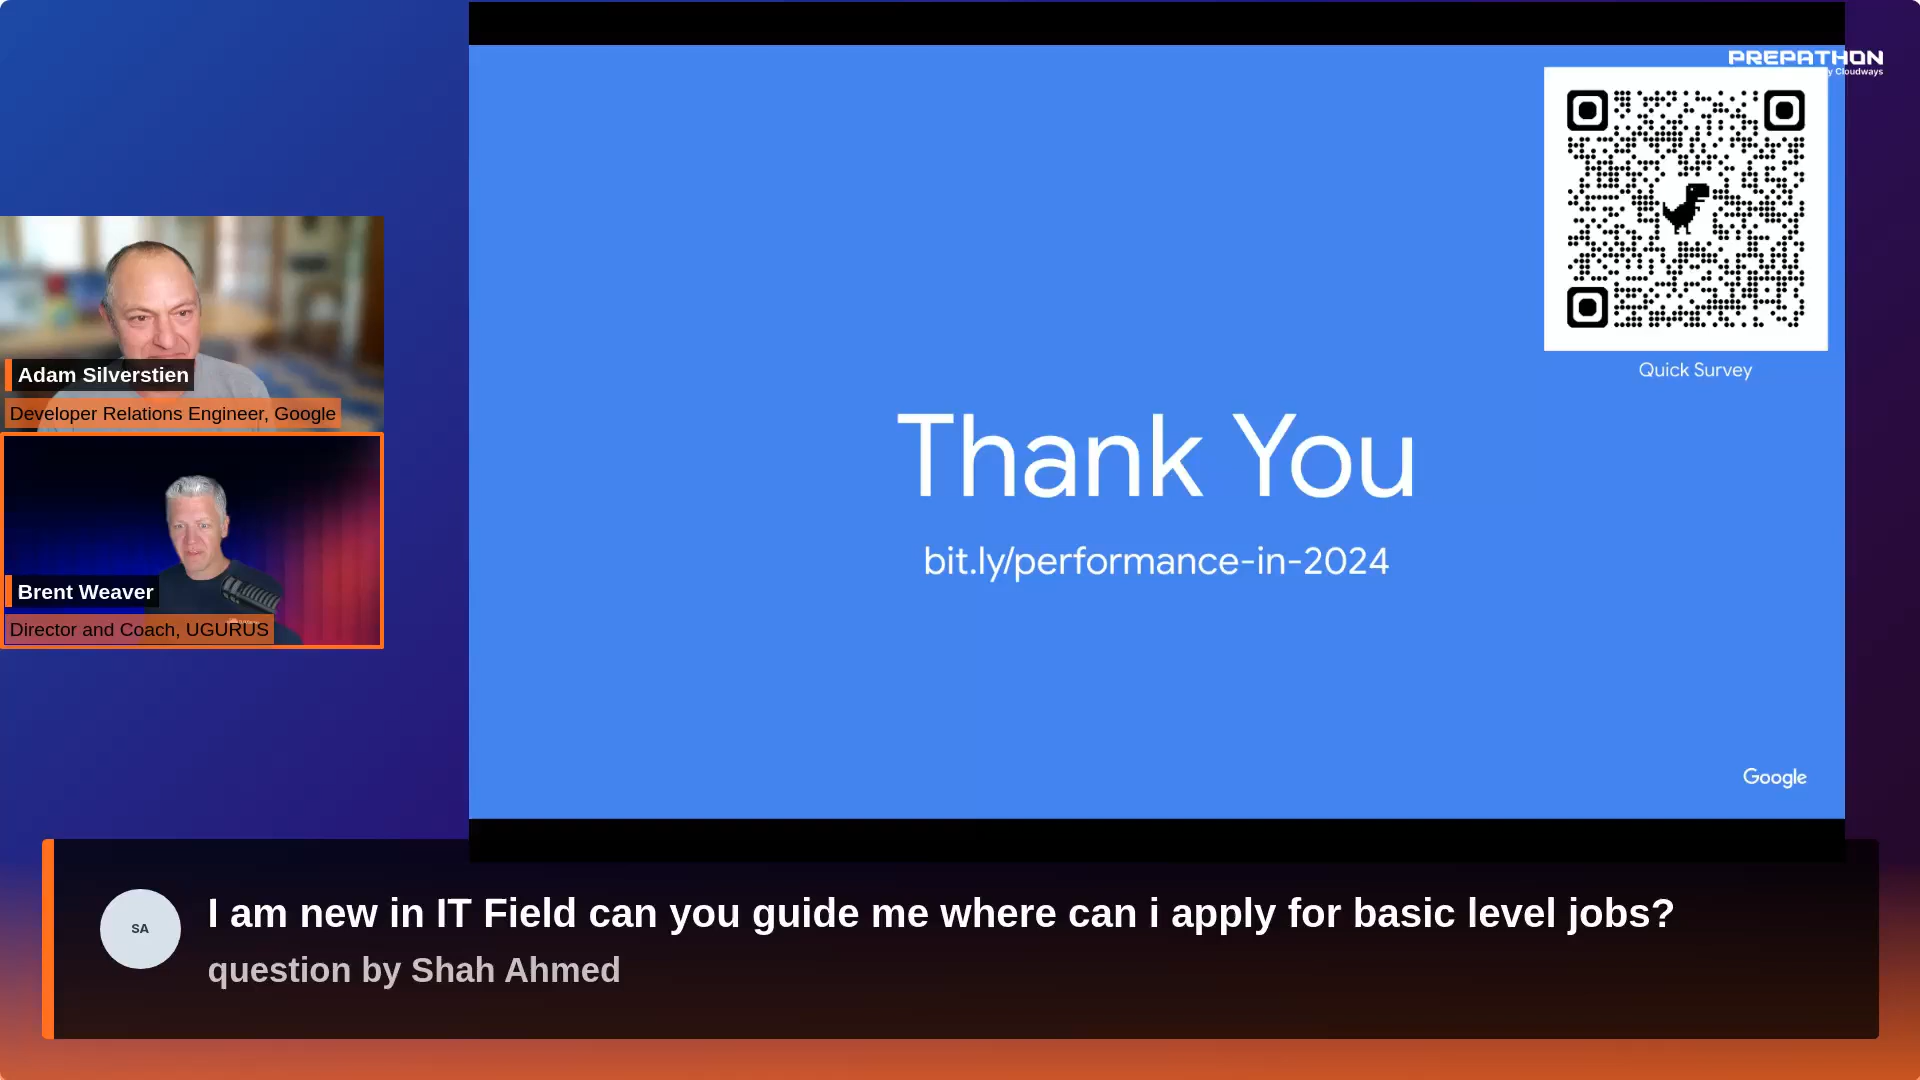 PREPATHON
y Cloudways
Quick Survey
Adam Silverstien
Developer Relations Engineer, Google
Thank You
bit.ly/performance-in-2024
Brent Weaver
Director and Coach, UGURUS
Google
SA
I am new in IT Field can you guide me where can i apply for basic level jobs?
question by Shah Ahmed